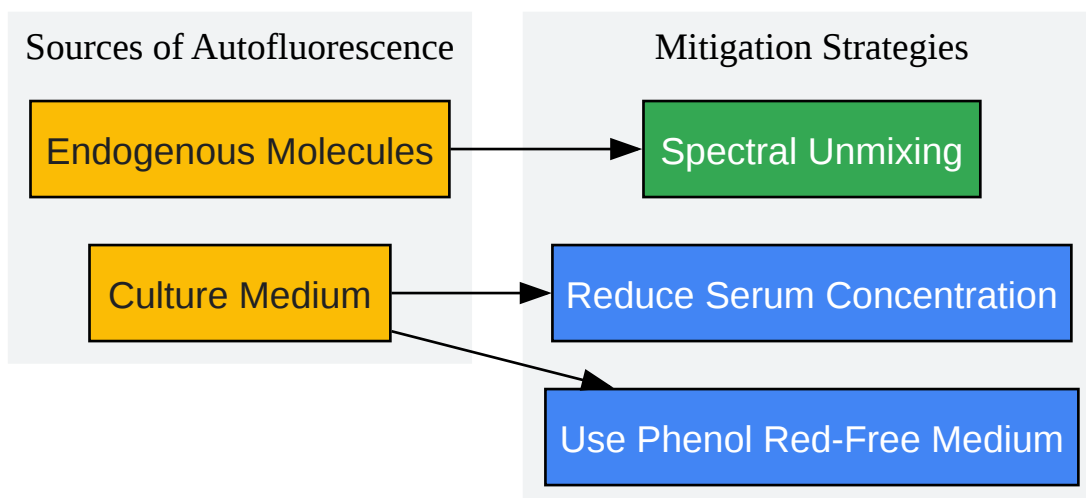 Sources of Autofluorescence
Endogenous Molecules
Culture Medium
Mitigation Strategies
Spectral Unmixing
Reduce Serum Concentration
Use Phenol Red-Free Medium